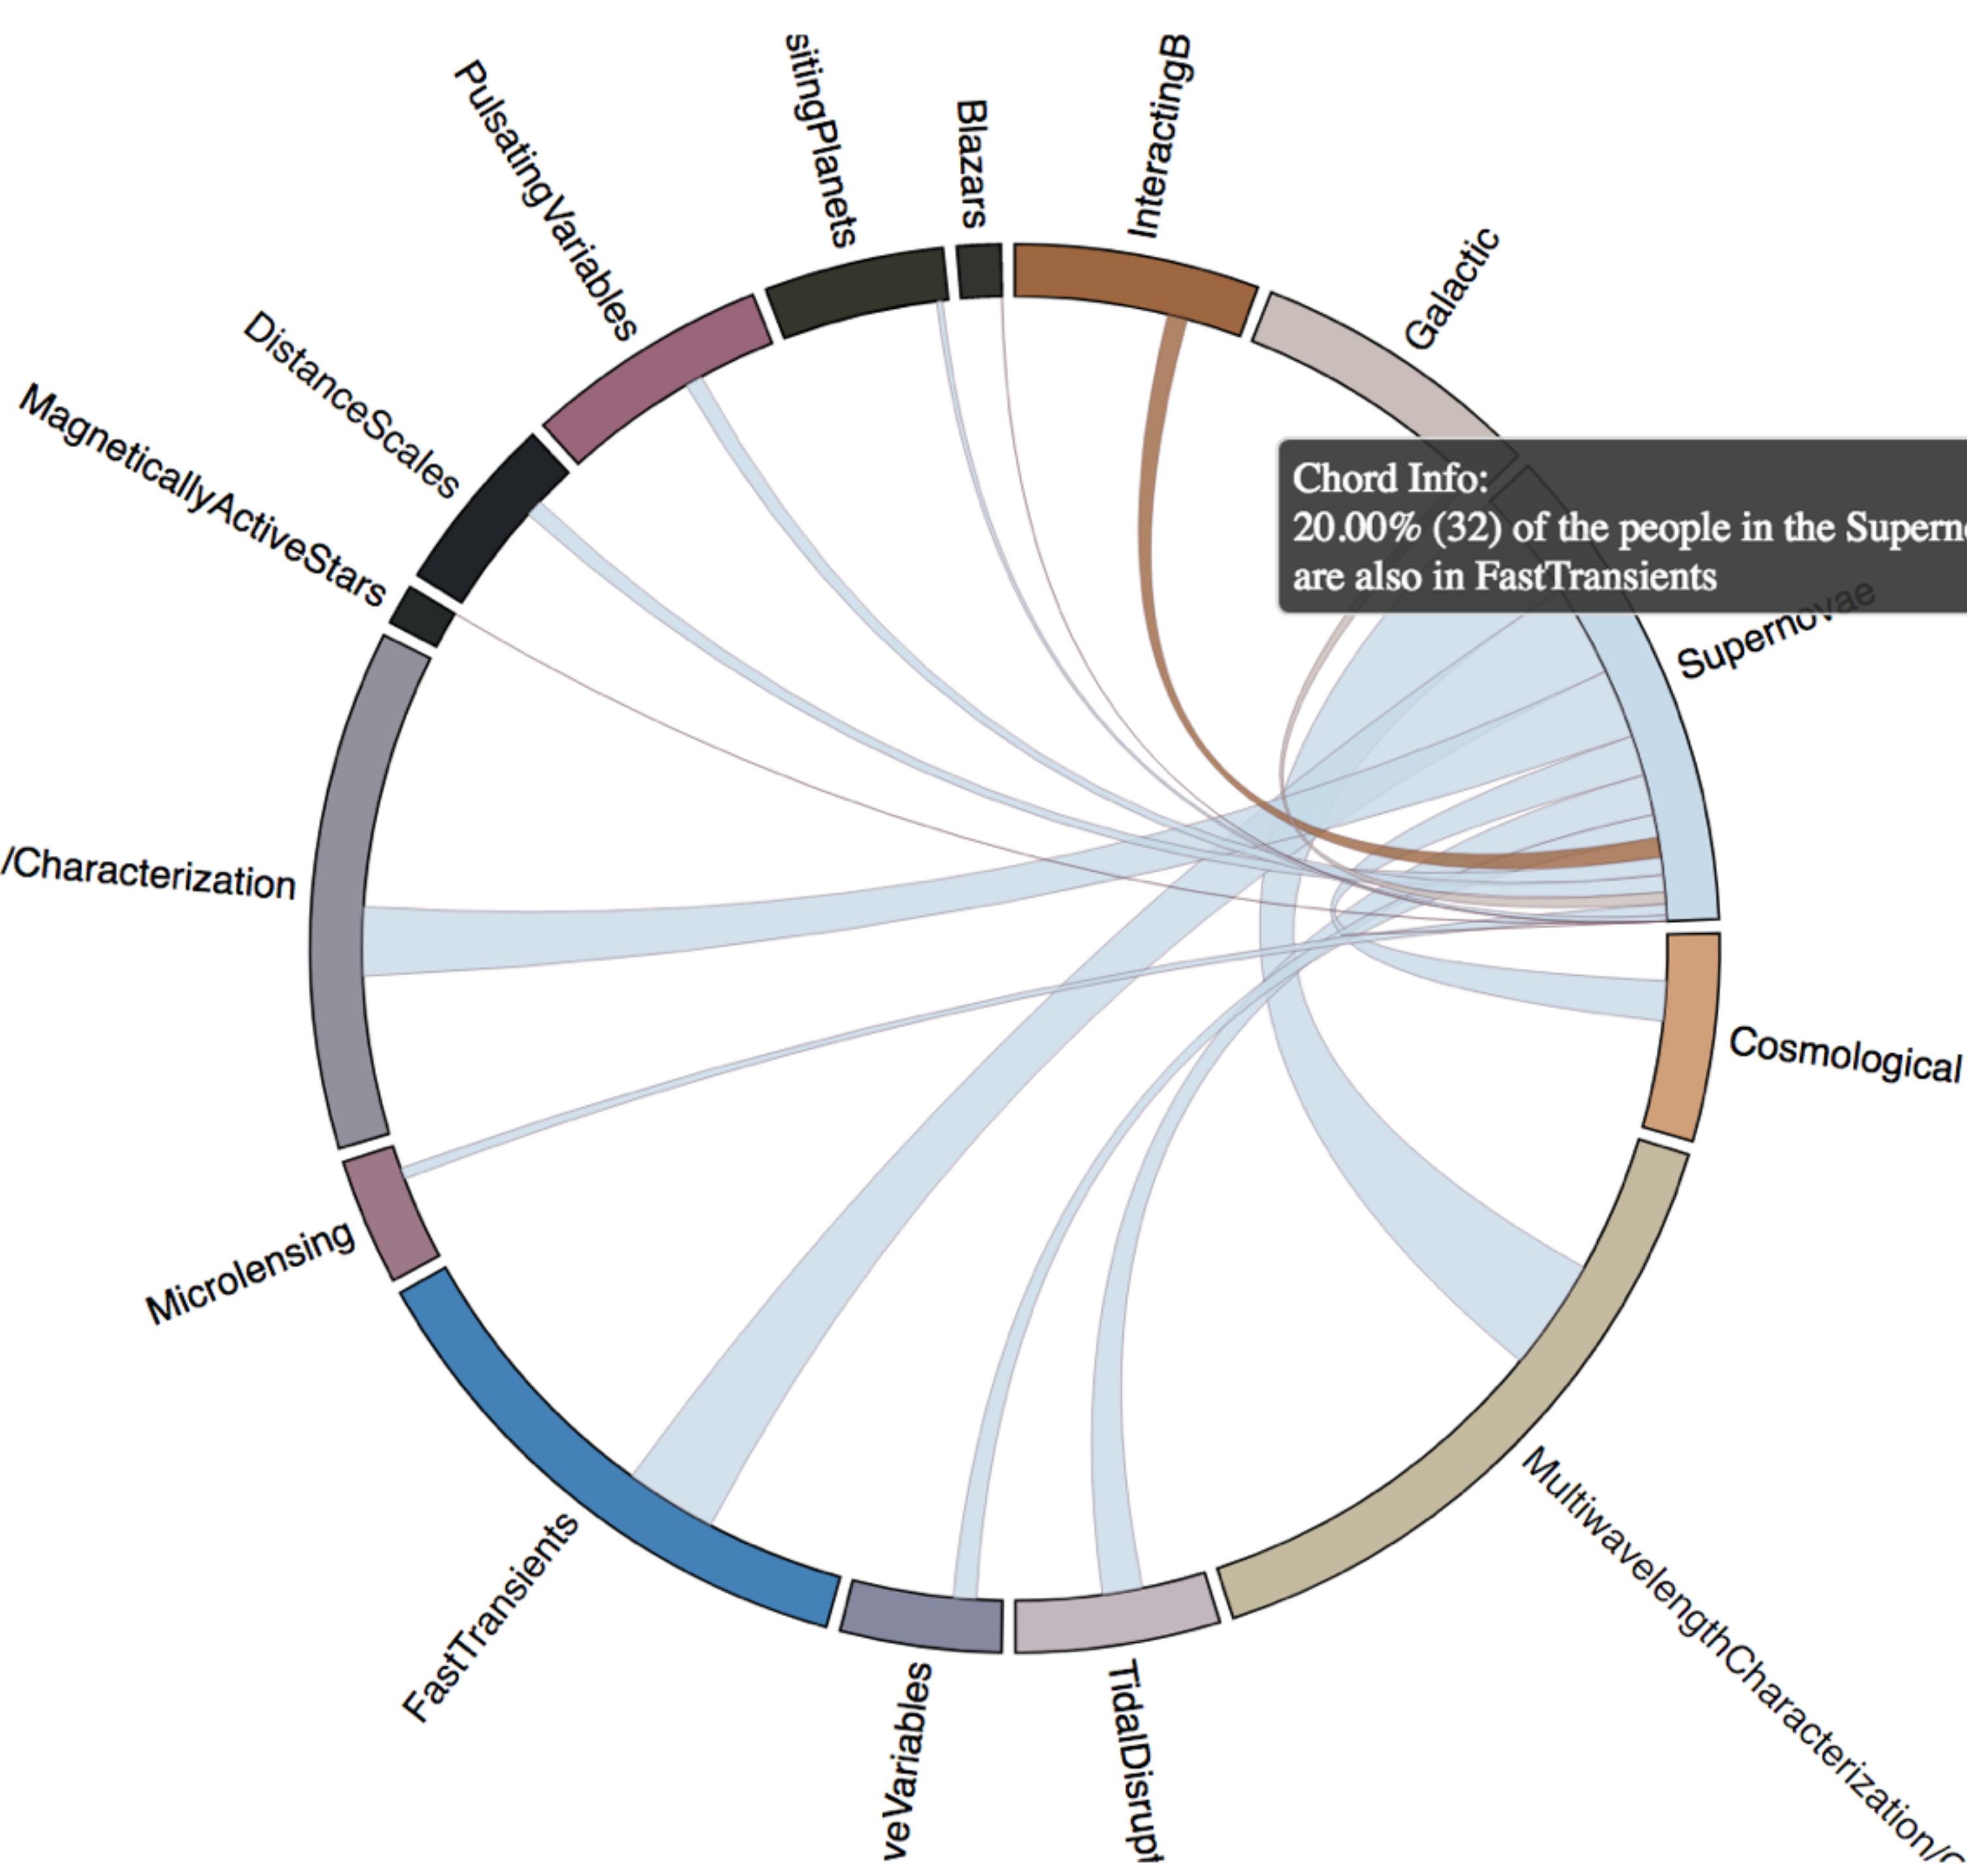 sitingPlanets
Blazars
InteractingB
PulsatingVariables
Galactic
DistanceScales
MagneticallyActiveStars
Chord Info:
20.00% (32) of the people in the Superno
are also in FastTransients
Supernovae
/Characterization
Cosmological
Microlensing
FastTransients
veVariables
TidalDisrupt
MultiwavelengthCharacterization/C